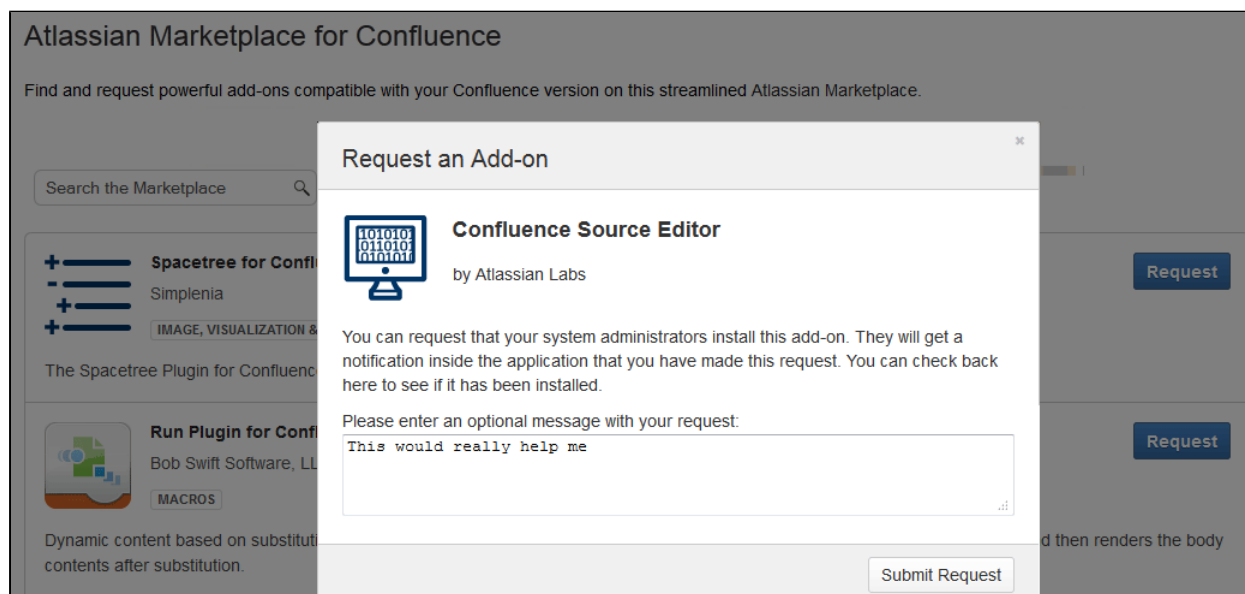 Atlassian Marketplace for Confluence
Find and request powerful add-ons compatible with your Confluence version on this streamlined Atlassian Marketplace.
Request an Add-on
Search the Marketplace
1010101
0110101
0101010
Confluence Source Editor
by Atlassian Labs
Spacetree for Confl
Simplenia
IMAGE, VISUALIZATION &
Request
The Spacetree Plugin for Confluenc
You can request that your system administrators install this add-on. They will get a
notification inside the application that you have made this request. You can check back
here to see if it has been installed.
Please enter an optional message with your request:
This would really help me
Run Plugin for Confl
Bob Swift Software, LL
MACROS
Request
Dynamic content based on substituti
d then renders the body
contents after substitution.
Submit Request